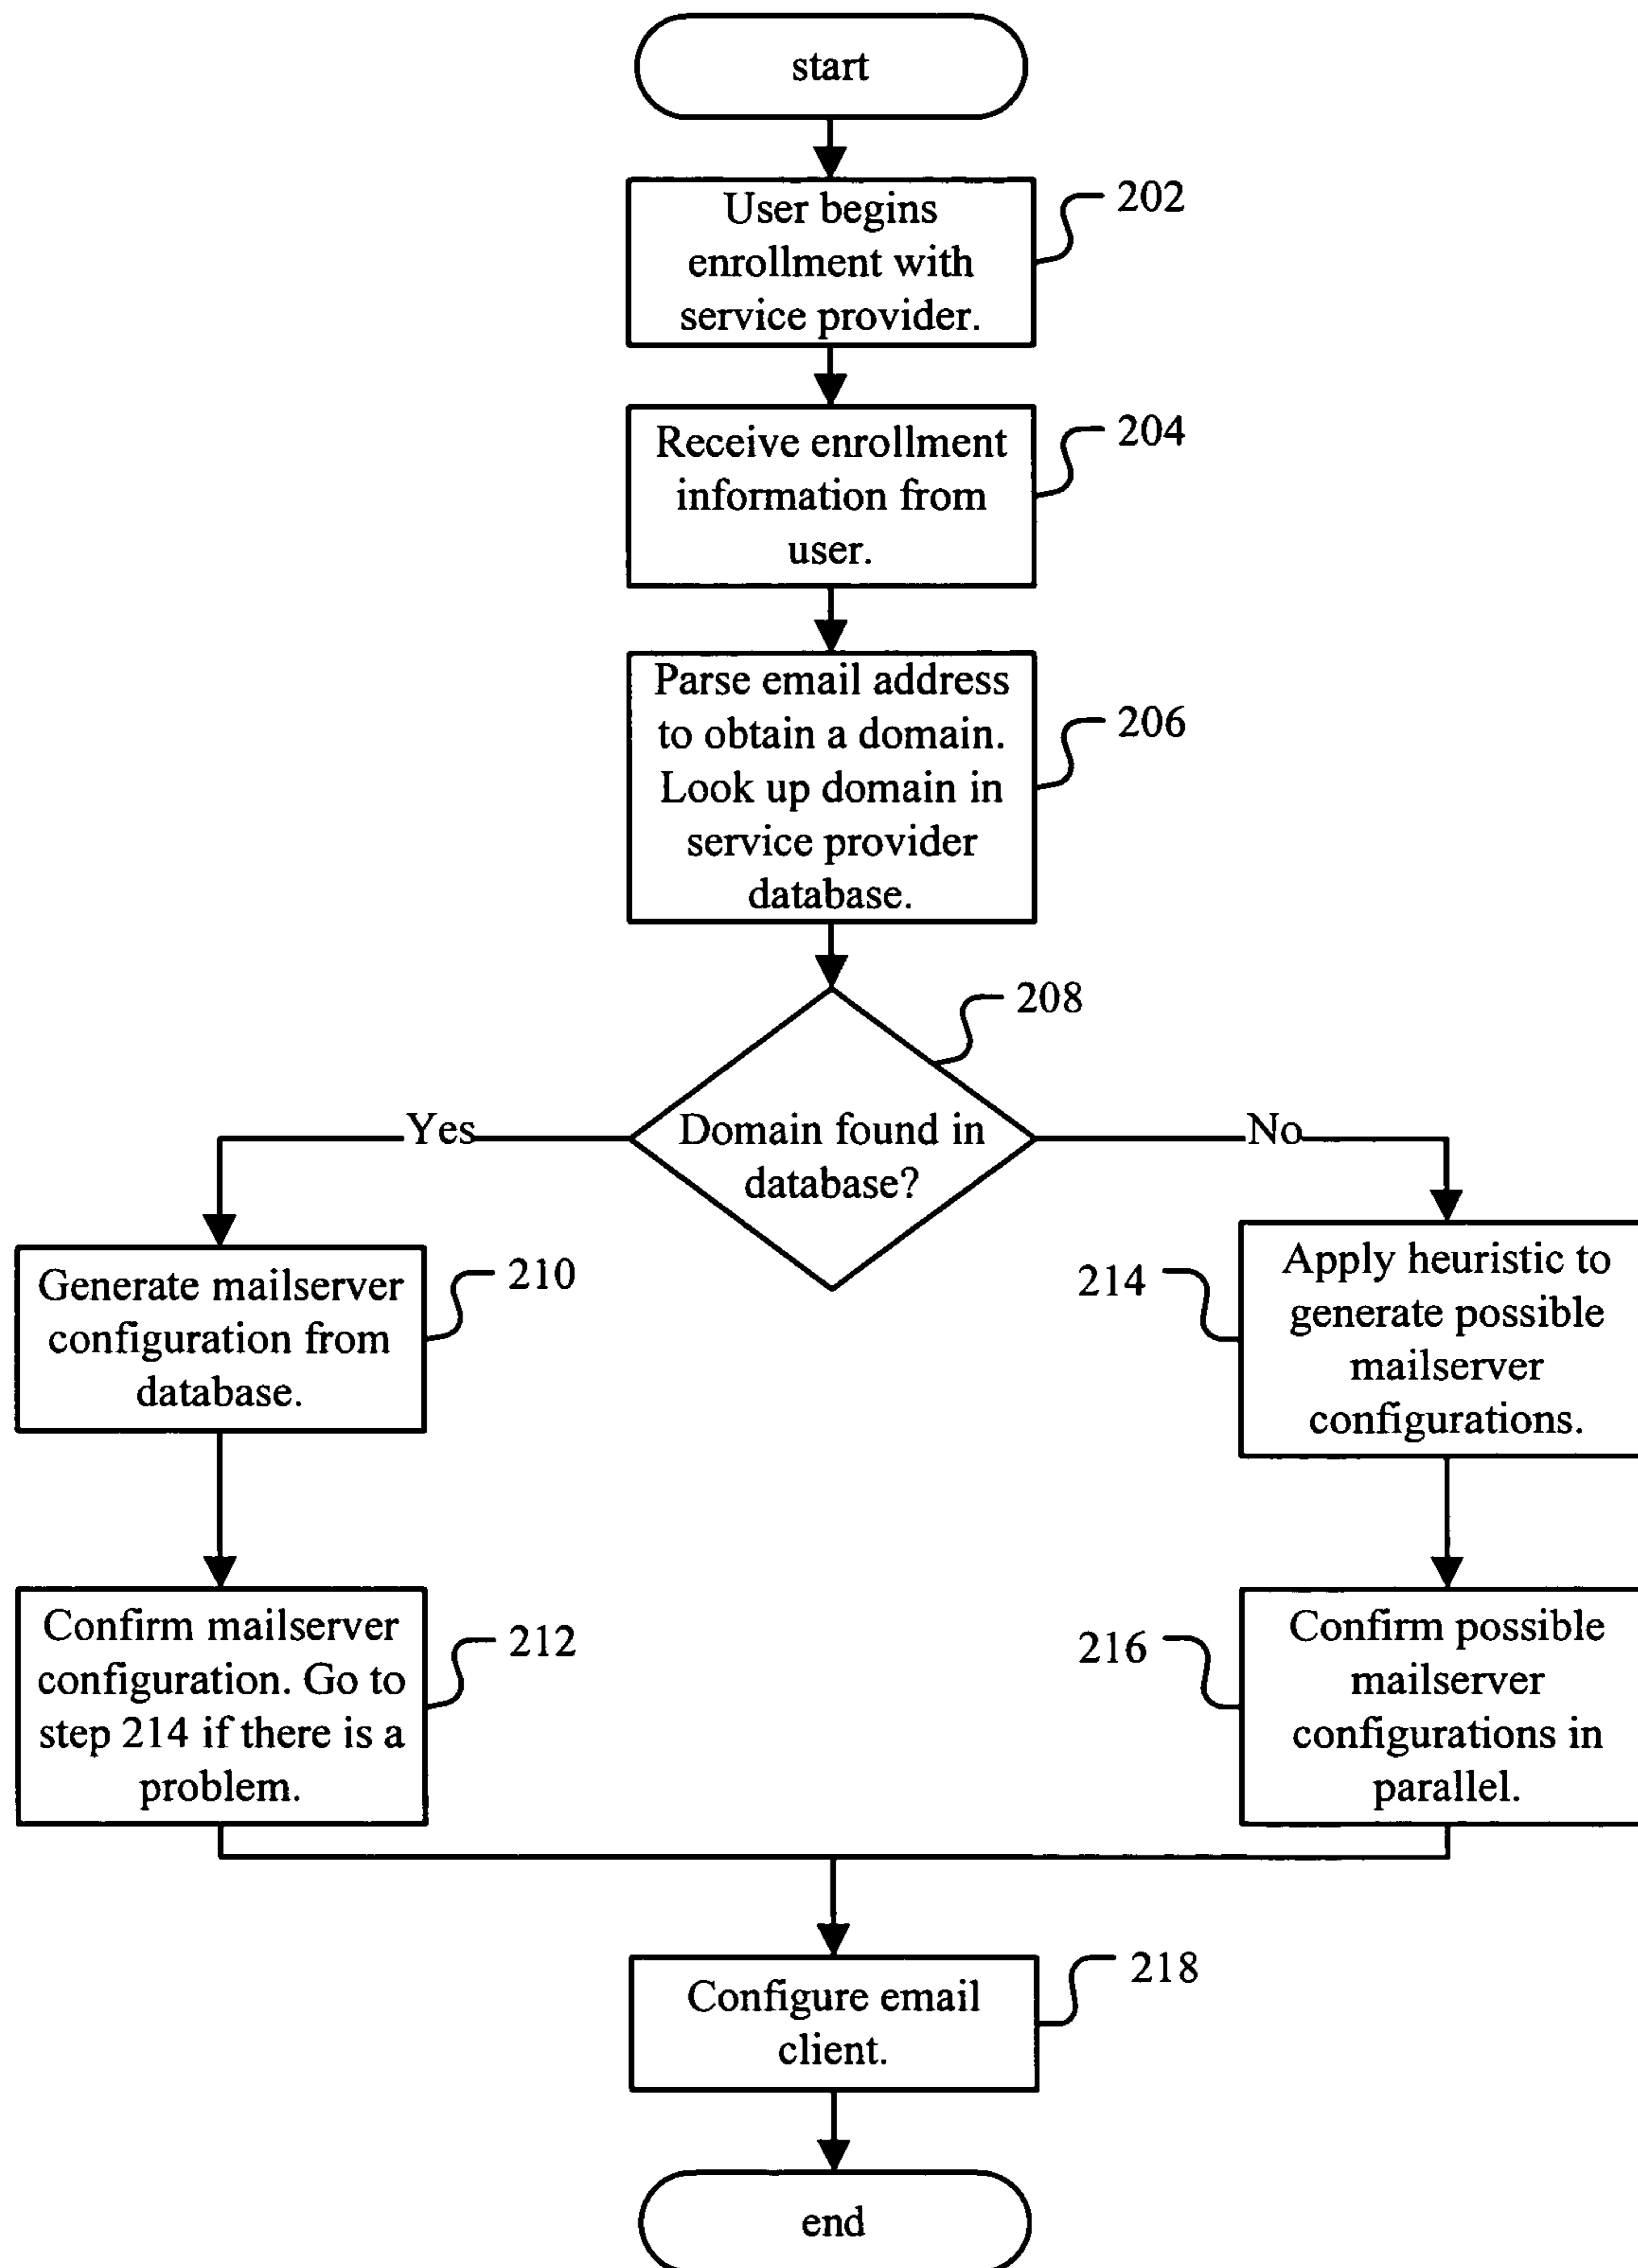 start
User begins
enrollment with
service provider.
202
Receive enrollment
information from
user.
204
Parse email address
to obtain a domain.
Look up domain in
service provider
database.
206
208
Domain found in
database?
Yes
No
Generate mailserver
configuration from
database.
210
214
Apply heuristic to
generate possible
mailserver
configurations.
Confirm mailserver
configuration. Go to
step 214 if there is a
problem.
212
216
Confirm possible
mailserver
configurations in
parallel.
Configure email
client.
218
end